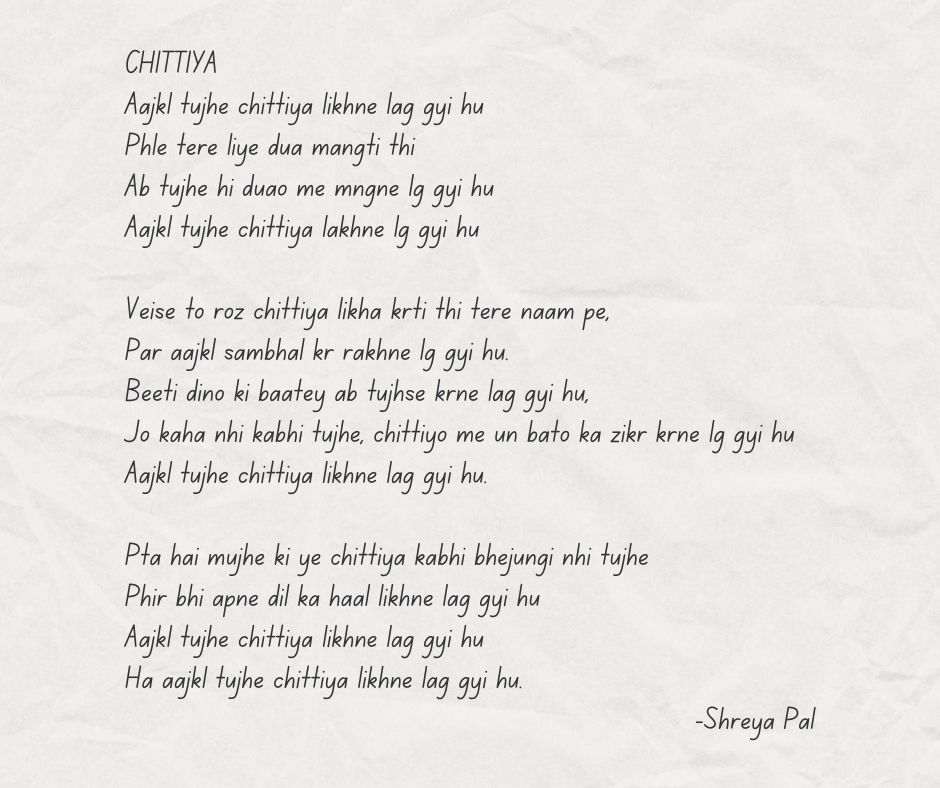 CHITTIYA
Aajkl tujhe chittiya likhne lag gyi hu
Phle tere liye dua mangti thi
Ab tujhe hi duao me mngne lg gyi hu
Aajkl tujhe chittiya lakhne lg gyi hu
Veise to roz chittiya likha krti thi tere naam pe,
Par aajkl sambhal kr rakhne lg gyi hu.
Beeti dino ki baatey ab tujhse krne lag gyi hu,
Jo kaha nhi kabhi tujhe, chittiyo me un bato ka zikr krne lg gyi hu
Aajkl tujhe chittiya likhne lag gyi hu.
Pta hai mujhe ki ye chittiya kabhi bhejungi nhi tujhe
Phir bhi apne dil ka haal likhne lag gyi hu
Aajkl tujhe chittiya likhne lag gyi hu
Ha aajkl tujhe chittiya likhne lag gyi hu.
-Shreya Pal